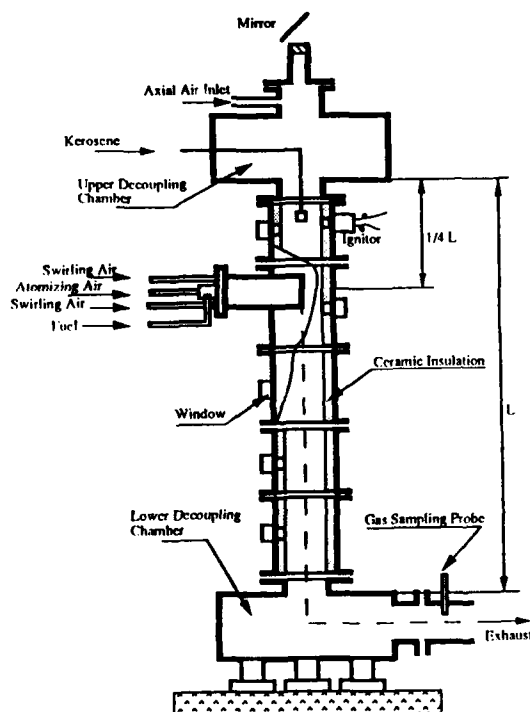 Mirror
Axial Air Inlet
Kerosene
Upper Decoupling
Chamber
Ignitor
1/4 L
Swirling Air
Atomizing Air
Swirling Air
Fuel
Ceramic Insulation
Window
L
Lower Decoupling
Chamber
Gas Sampling Probe
Exhaust